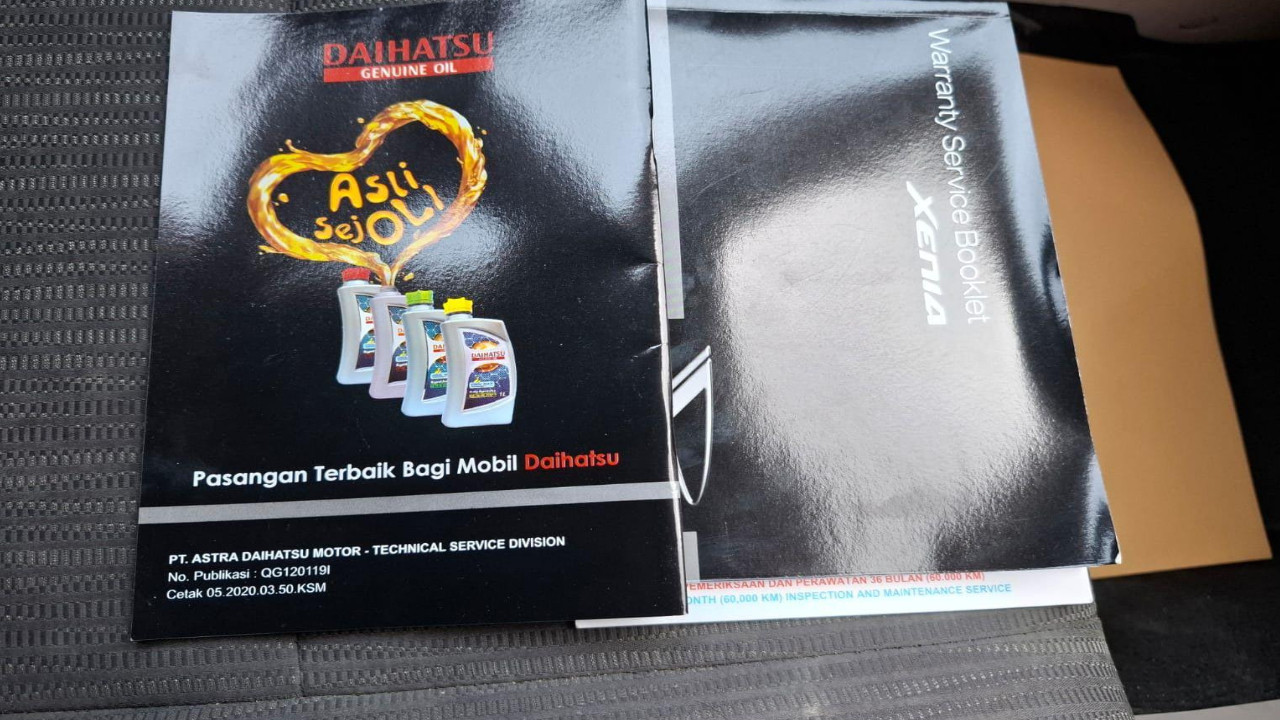 DAIHATSU
GENUINE OIL
Asli
SejOLI
DAIHATSU
1L
Pasangan Terbaik Bagi Mobil Daihatsu
PT. ASTRA DAIHATSU MOTOR - TECHNICAL SERVICE DIVISION
No. Publikasi : QG120119I
Cetak 05.2020.03.50.KSM
Warranty Service Booklet
XENIA
PEMERIKSAAN DAN PERAWATAN 36 BULAN (60.000 KM)
ONTH (60,000 KM) INSPECTION AND MAINTENANCE SERVICE